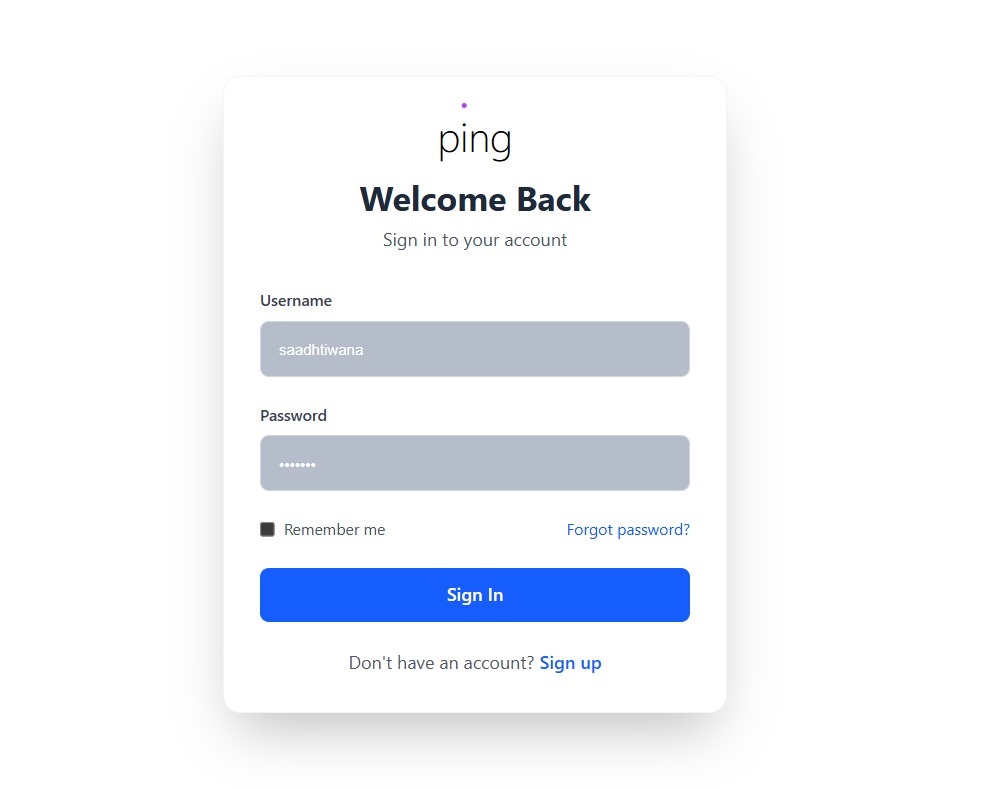 ping
Welcome Back
Sign in to your account
Username
saadhtiwana
Password
•••••••
Remember me
Forgot password?
Sign In
Don't have an account? Sign up